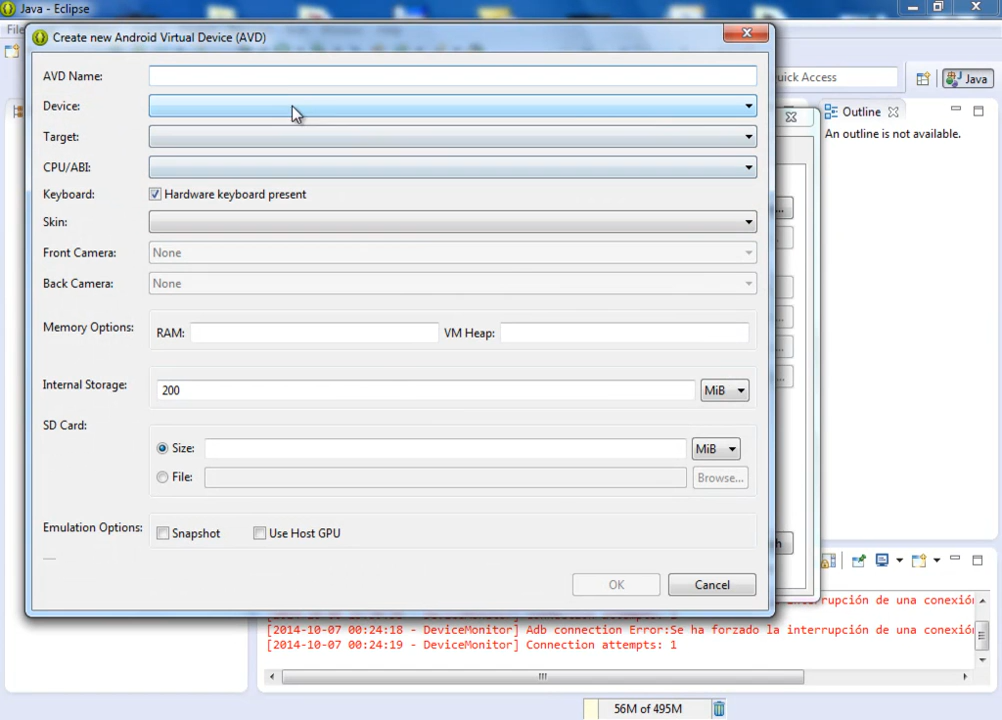 Java - Eclipse
File
Create new Android Virtual Device (AVD)
AVD Name:
Device:
Target:
CPU/ABI:
Keyboard: Hardware keyboard present
Skin:
Front Camera: None
Back Camera: None
Memory Options: RAM: VM Heap:
Internal Storage: 200 MiB
SD Card:
Size: MiB
File: Browse...
Emulation Options: Snapshot Use Host GPU
OK Cancel
uick Access Java
Outline
An outline is not available.
rupción de una conexión
[2014-10-07 00:24:18 - DeviceMonitor] Adb connection Error:Se ha forzado la interrupción de una conexión
[2014-10-07 00:24:19 - DeviceMonitor] Connection attempts: 1
56M of 495M